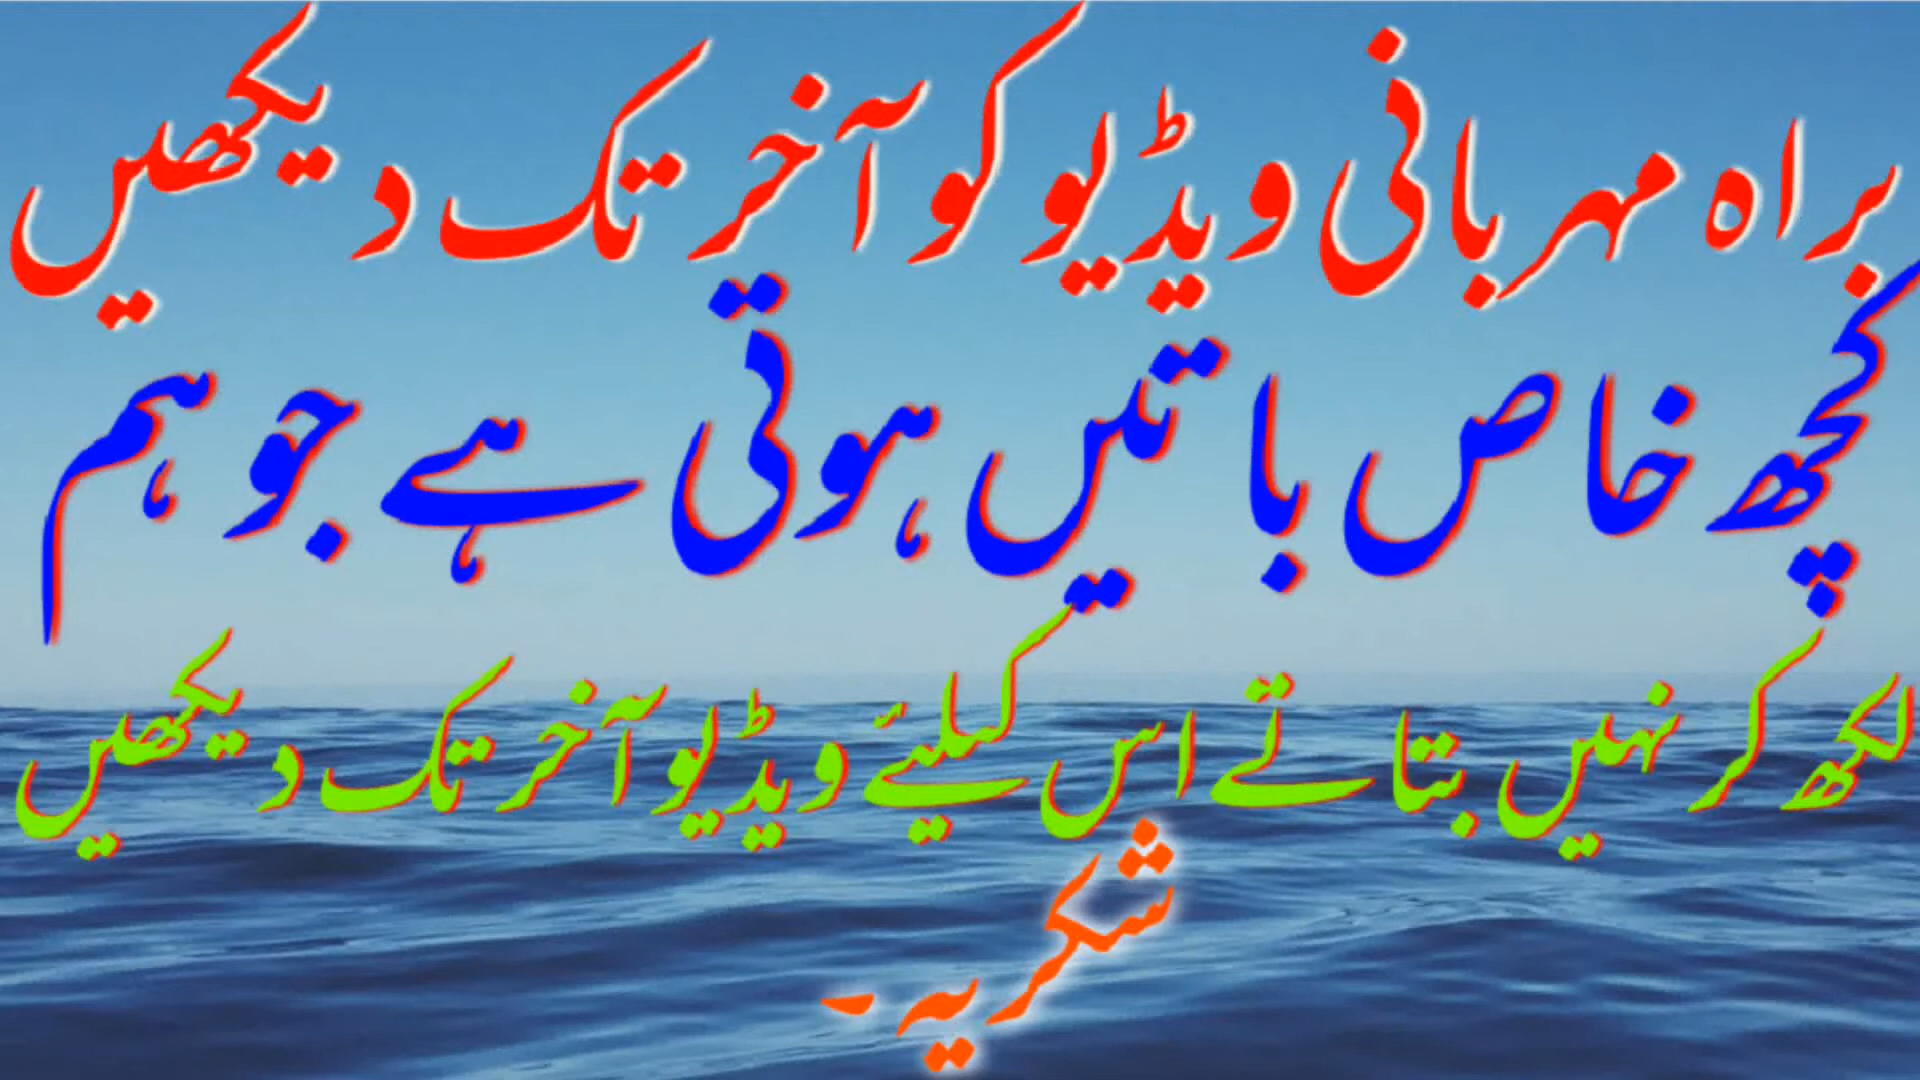 براہ مہربانی ویڈیو کو آخر تک دیکھیں
کچھ خاص باتیں ہوتی ہے جو ہم
لکھ کر نہیں بتاتے اس کیلیئے ویڈیو آخر تک دیکھیں
شکریہ ۔